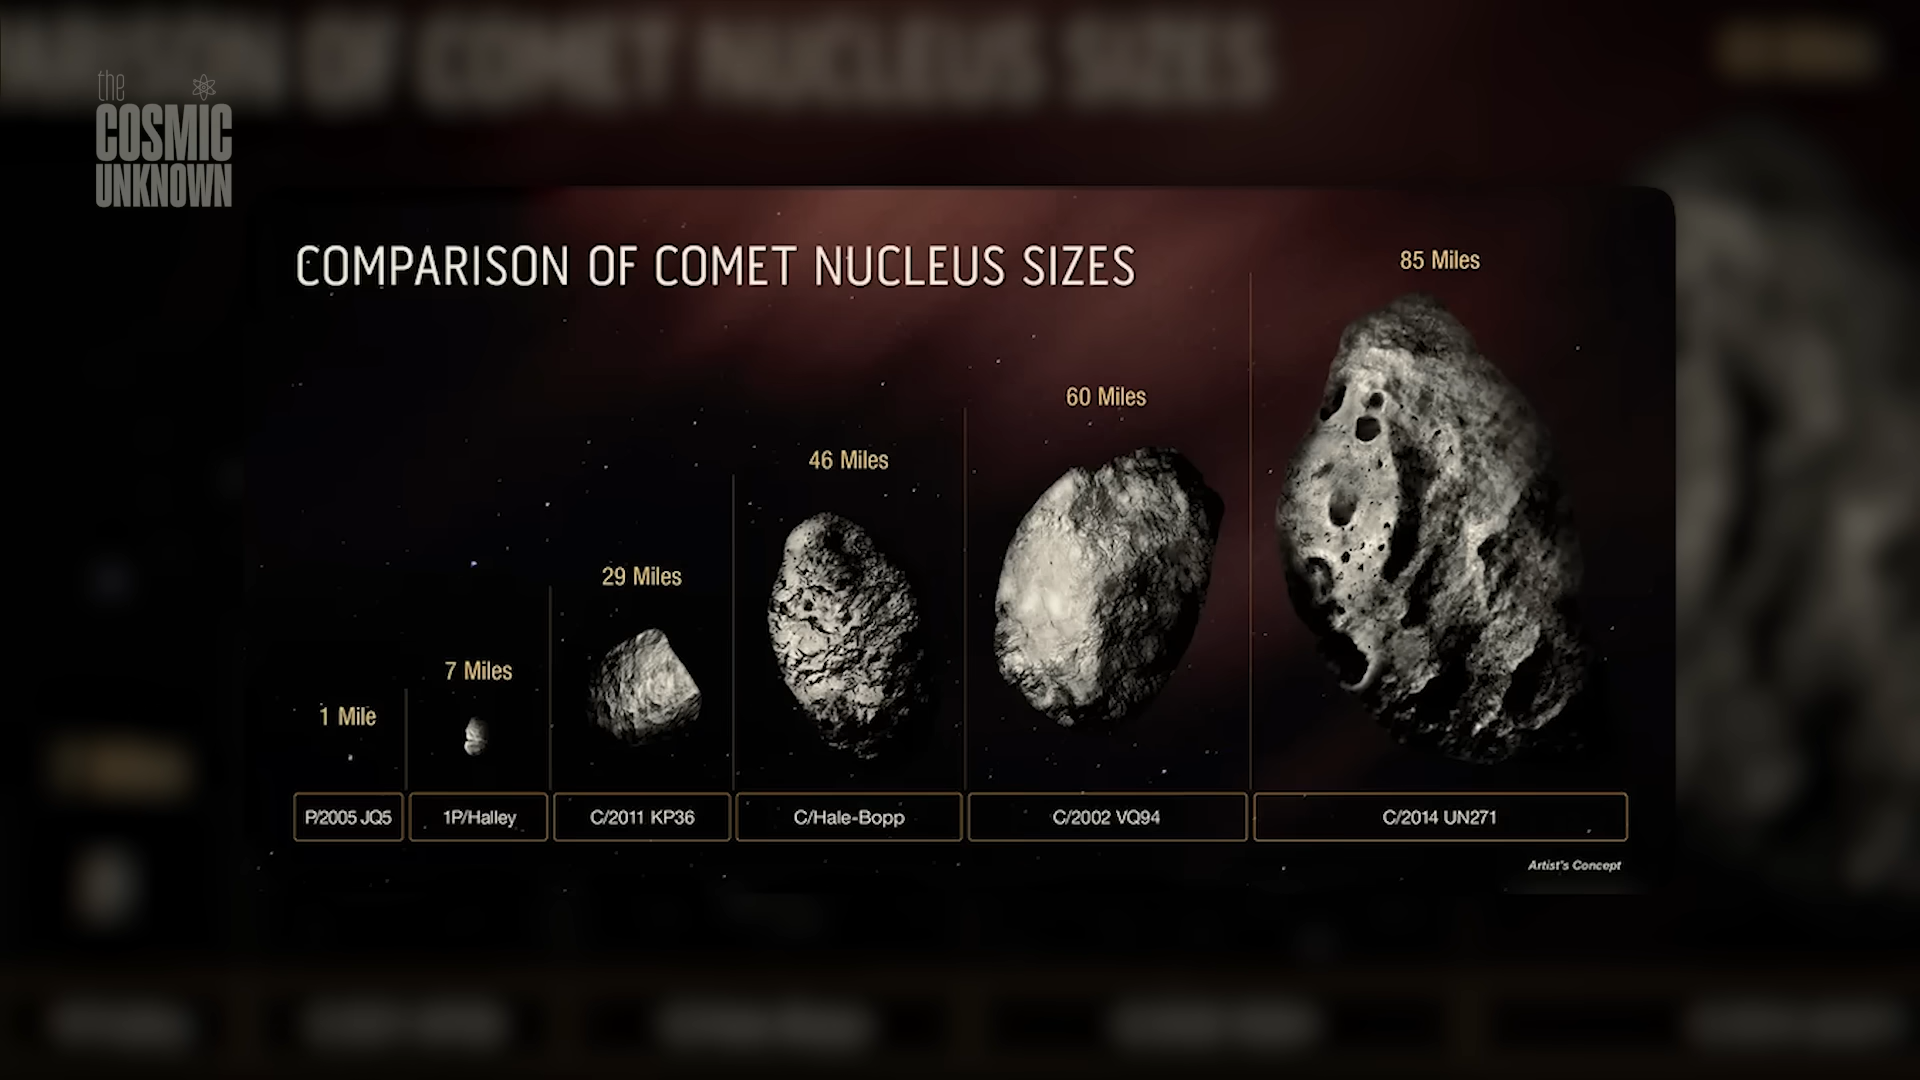 the
COSMIC
UNKNOWN
COMPARISON OF COMET NUCLEUS SIZES
85 Miles
60 Miles
46 Miles
29 Miles
7 Miles
1 Mile
P/2005 JQ5
1P/Halley
C/2011 KP36
C/Hale-Bopp
C/2002 VQ94
C/2014 UN271
Artist's Concept